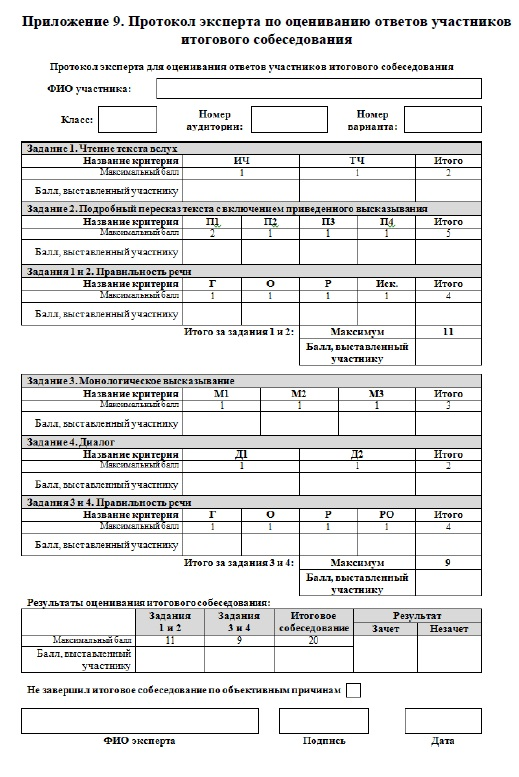 Приложение 9. Протокол эксперта по оцениванию ответов участников
итогового собеседования
Протокол эксперта для оценивания ответов участников итогового собеседования
ФИО участника:
Класс: Номер аудитории: Номер варианта:
Задание 1. Чтение текста вслух
Название критерия ИЧ ТЧ Итого
Максимальный балл 1 1 2
Балл, выставленный участнику
Задание 2. Подробный пересказ текста с включением приведенного высказывания
Название критерия П1 П2 П3 П4 Итого
Максимальный балл 2 1 1 1 5
Балл, выставленный участнику
Задания 1 и 2. Правильность речи
Название критерия Г О Р Иск. Итого
Максимальный балл 1 1 1 1 4
Балл, выставленный участнику
Итого за задания 1 и 2: Максимум 11
Балл, выставленный
участнику
Задание 3. Монологическое высказывание
Название критерия М1 М2 М3 Итого
Максимальный балл 1 1 1 3
Балл, выставленный участнику
Задание 4. Диалог
Название критерия Д1 Д2 Итого
Максимальный балл 1 1 2
Балл, выставленный участнику
Задания 3 и 4. Правильность речи
Название критерия Г О Р РО Итого
Максимальный балл 1 1 1 1 4
Балл, выставленный участнику
Итого за задания 3 и 4: Максимум 9
Балл, выставленный
участнику
Результаты оценивания итогового собеседования:
Задания 1 и 2 Задания 3 и 4 Итоговое собеседование Результат
Зачет Незачет
Максимальный балл 11 9 20
Балл, выставленный
участнику
Не завершил итоговое собеседование по объективным причинам
ФИО эксперта Подпись Дата